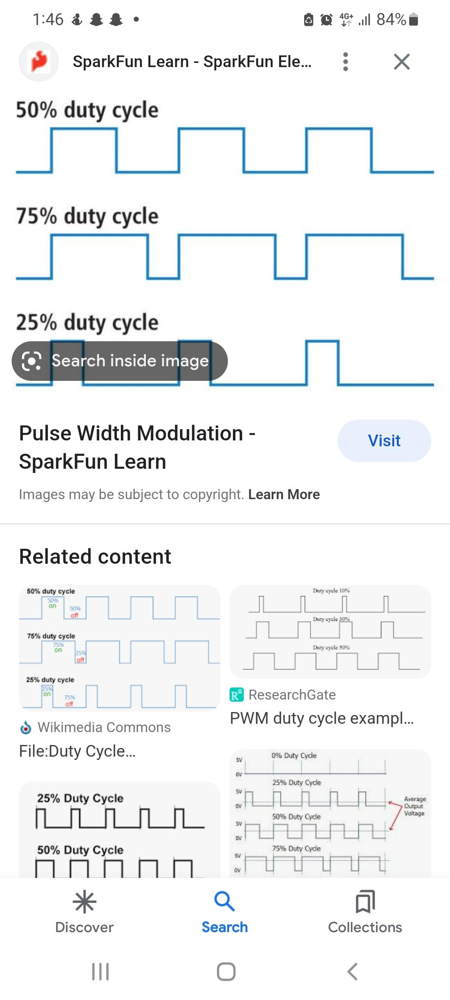 1:46
4G+
84%
SparkFun Learn - SparkFun Ele...
50% duty cycle
75% duty cycle
25% duty cycle
Search inside image
Pulse Width Modulation -
SparkFun Learn
Visit
Images may be subject to copyright. Learn More
Related content
50% duty cycle
50%
on
50%
off
75% duty cycle
75%
on
25%
off
25% duty cycle
25%
on
75%
off
Wikimedia Commons
File:Duty Cycle...
Duty cycle 10%
Duty cycle 30%
Duty cycle 50%
RG ResearchGate
PWM duty cycle exampl...
25% Duty Cycle
50% Duty Cycle
0% Duty Cycle
5V
0V
25% Duty Cycle
5V
0V
Average
Output
Voltage
50% Duty Cycle
5V
0V
75% Duty Cycle
5V
0V
Discover
Search
Collections